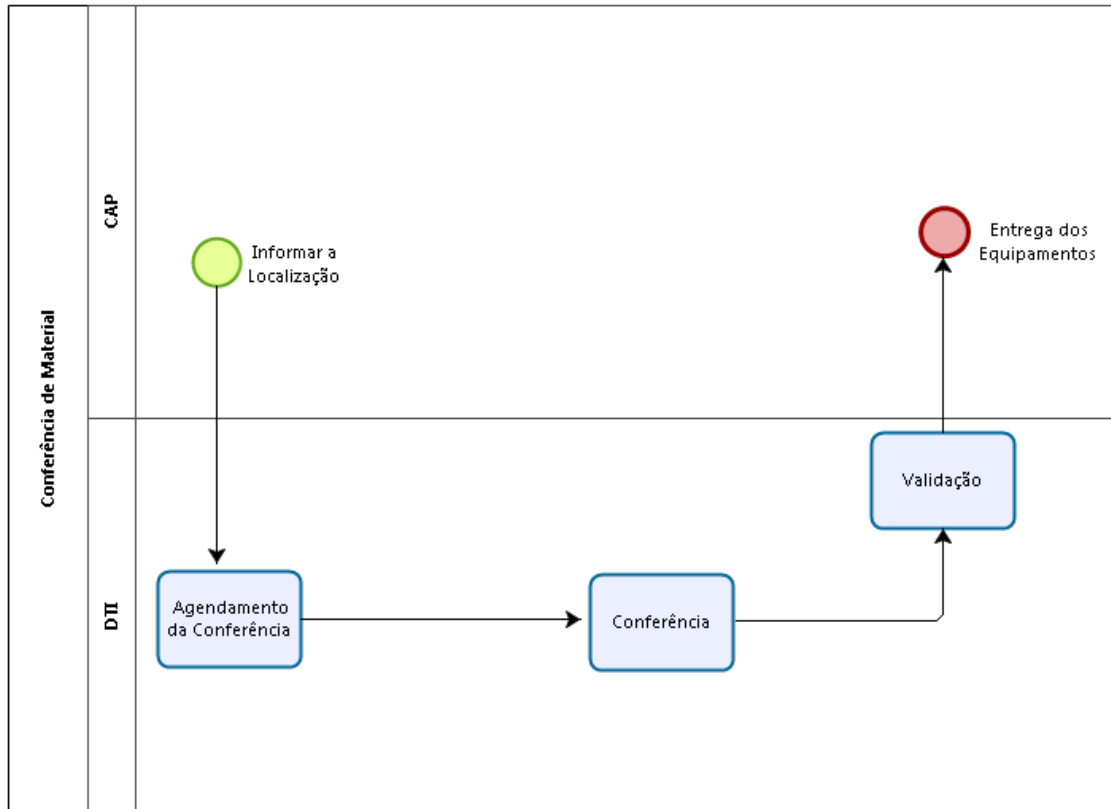 Conferência de Material
CAP
Informar a
Localização
Entrega dos
Equipamentos
DTI
Agendamento
da Conferência
Conferência
Validação